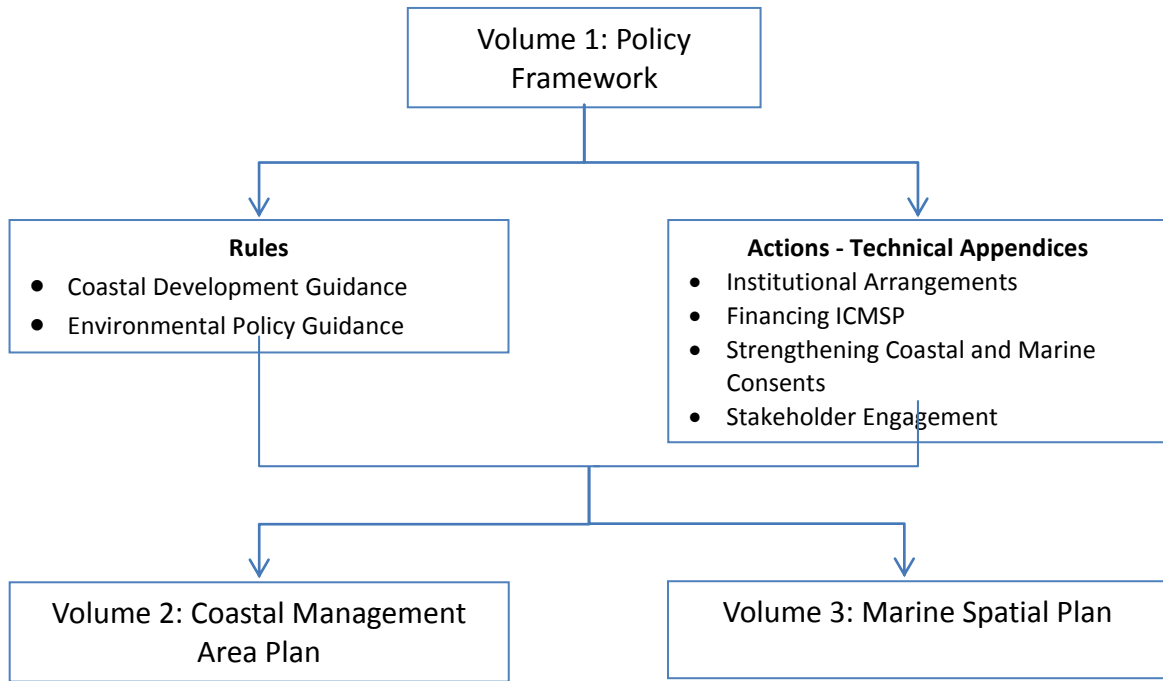 Volume 1: Policy
Framework
Rules
● Coastal Development Guidance
● Environmental Policy Guidance
Actions - Technical Appendices
● Institutional Arrangements
● Financing ICMSP
● Strengthening Coastal and Marine
Consents
● Stakeholder Engagement
Volume 2: Coastal Management
Area Plan
Volume 3: Marine Spatial Plan